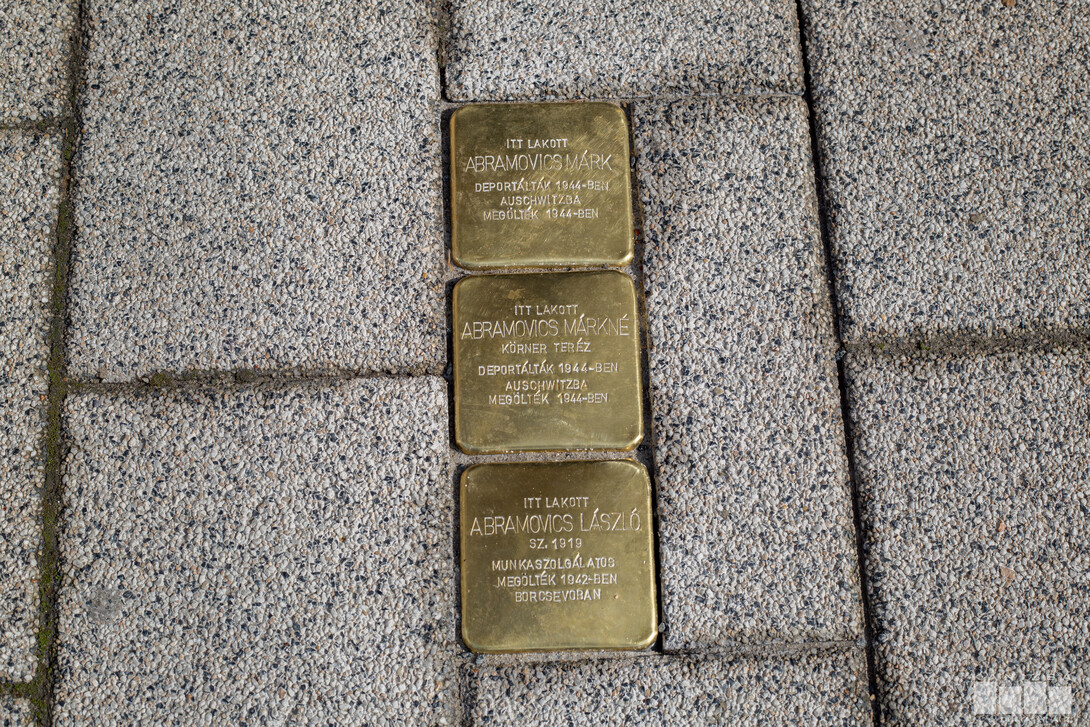 ITT LAKOTT
ABRAMOVICS MÁRK
DEPORTÁLTÁK 1944-BEN
AUSCHWITZBA
MEGÖLTÉK 1944-BEN
ITT LAKOTT
ABRAMOVICS MÁRKNÉ
KÖRNER TERÉZ
DEPORTÁLTÁK 1944-BEN
AUSCHWITZBA
MEGÖLTÉK 1944-BEN
ITT LAKOTT
ABRAMOVICS LÁSZLÓ
SZ. 1919
MUNKASZOLGÁLATOS
MEGÖLTÉK 1942-BEN
BORCSEVOBAN